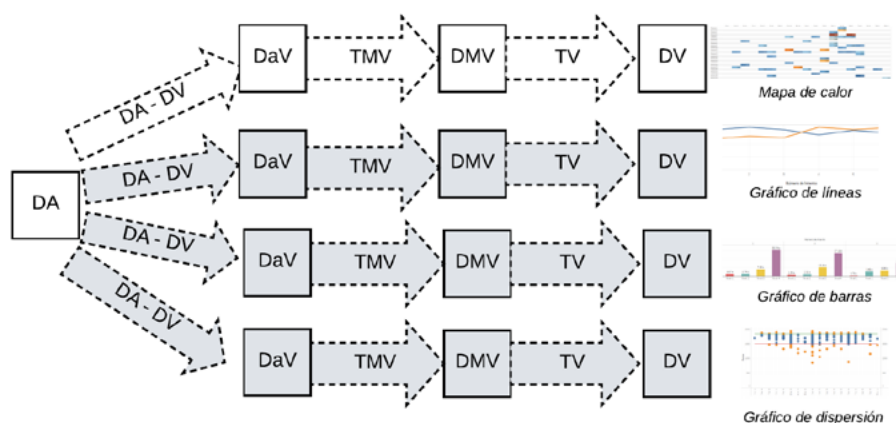 DA
DA - DV
DaV
TMV
DMV
TV
DV
Mapa de calor
DA - DV
DaV
TMV
DMV
TV
DV
Gráfico de líneas
DA - DV
DaV
TMV
DMV
TV
DV
Gráfico de barras
DA - DV
DaV
TMV
DMV
TV
DV
Gráfico de dispersión